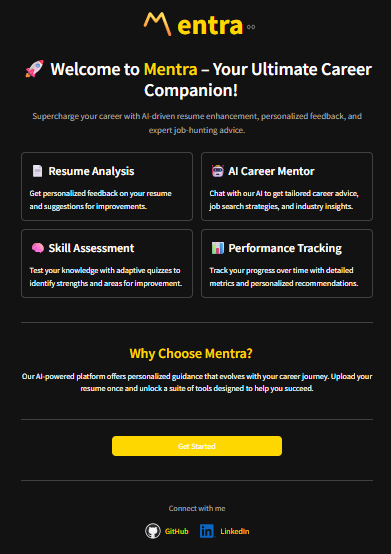 Mentra
🚀 Welcome to Mentra – Your Ultimate Career
Companion!
Supercharge your career with AI-driven resume enhancement, personalized feedback, and
expert job-hunting advice.
📄 Resume Analysis
Get personalized feedback on your resume
and suggestions for improvements.
🤖 AI Career Mentor
Chat with our AI to get tailored career advice,
job search strategies, and industry insights.
🧠 Skill Assessment
Test your knowledge with adaptive quizzes to
identify strengths and areas for improvement.
📊 Performance Tracking
Track your progress over time with detailed
metrics and personalized recommendations.
Why Choose Mentra?
Our AI-powered platform offers personalized guidance that evolves with your career journey. Upload your
resume once and unlock a suite of tools designed to help you succeed.
Get Started
Connect with me
GitHub
LinkedIn